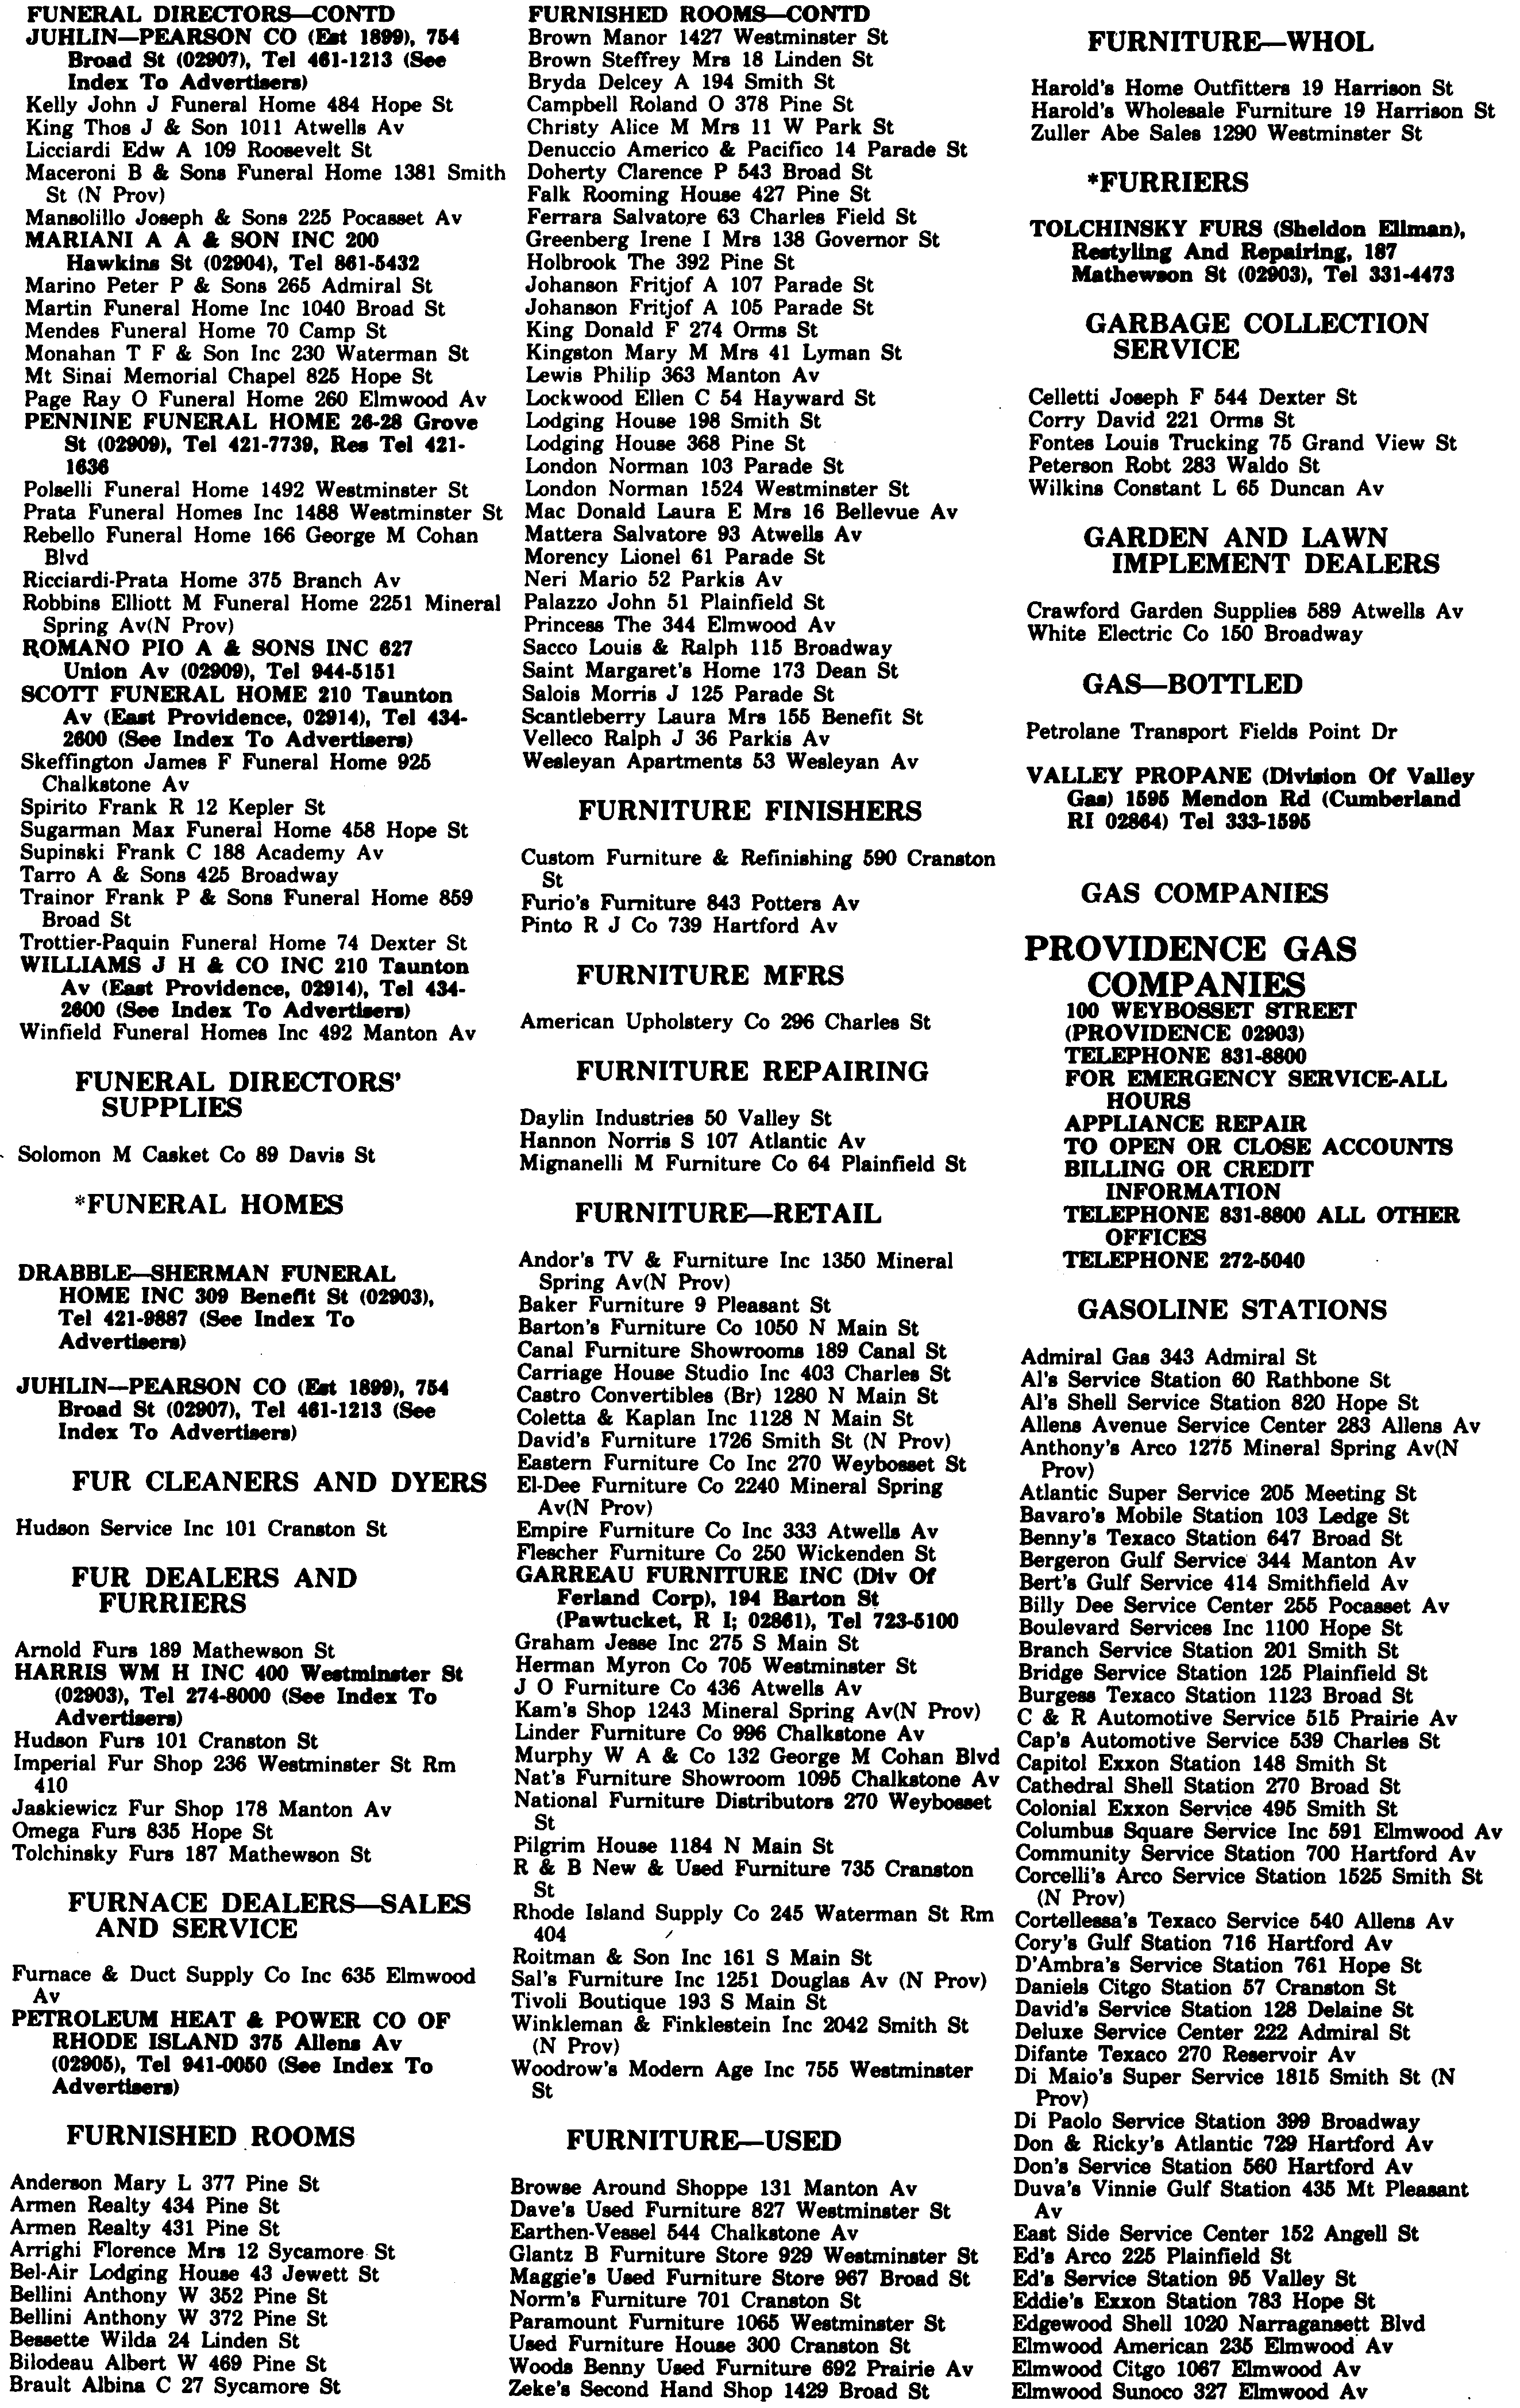 FUNERAL DIRECTORS—CONTD
JUHLIN—PEARSON CO (Est 1899), 754
Broad St (02907), Tel 461-1213 (See
Index To Advertisers)
Kelly John J Funeral Home 484 Hope St
King Thos J & Son 1011 Atwells Av
Licciardi Edw A 109 Roosevelt St
Maceroni B & Sons Funeral Home 1381 Smith
St (N Prov)
Mansolillo Joseph & Sons 225 Pocasset Av
MARIANI A A & SON INC 200
Hawkins St (02904), Tel 861-5432
Marino Peter P & Sons 265 Admiral St
Martin Funeral Home Inc 1040 Broad St
Mendes Funeral Home 70 Camp St
Monahan T F & Son Inc 230 Waterman St
Mt Sinai Memorial Chapel 825 Hope St
Page Ray O Funeral Home 260 Elmwood Av
PENNINE FUNERAL HOME 26-28 Grove
St (02909), Tel 421-7739, Res Tel 421-
1636
Polselli Funeral Home 1492 Westminster St
Prata Funeral Homes Inc 1488 Westminster St
Rebello Funeral Home 166 George M Cohan
Blvd
Ricciardi-Prata Home 375 Branch Av
Robbins Elliott M Funeral Home 2251 Mineral
Spring Av(N Prov)
ROMANO PIO A & SONS INC 627
Union Av (02909), Tel 944-5151
SCOTT FUNERAL HOME 210 Taunton
Av (East Providence, 02914), Tel 434-
2600 (See Index To Advertisers)
Skeffington James F Funeral Home 925
Chalkstone Av
Spirito Frank R 12 Kepler St
Sugarman Max Funeral Home 458 Hope St
Supinski Frank C 188 Academy Av
Tarro A & Sons 425 Broadway
Trainor Frank P & Sons Funeral Home 859
Broad St
Trottier-Paquin Funeral Home 74 Dexter St
WILLIAMS J H & CO INC 210 Taunton
Av (East Providence, 02914), Tel 434-
2600 (See Index To Advertisers)
Winfield Funeral Homes Inc 492 Manton Av
FUNERAL DIRECTORS'
SUPPLIES
Solomon M Casket Co 89 Davis St
*FUNERAL HOMES
DRABBLE—SHERMAN FUNERAL
HOME INC 309 Benefit St (02903),
Tel 421-9887 (See Index To
Advertisers)
JUHLIN—PEARSON CO (Est 1899), 754
Broad St (02907), Tel 461-1213 (See
Index To Advertisers)
FUR CLEANERS AND DYERS
Hudson Service Inc 101 Cranston St
FUR DEALERS AND
FURRIERS
Arnold Furs 189 Mathewson St
HARRIS WM H INC 400 Westminster St
(02903), Tel 274-8000 (See Index To
Advertisers)
Hudson Furs 101 Cranston St
Imperial Fur Shop 236 Westminster St Rm
410
Jaskiewicz Fur Shop 178 Manton Av
Omega Furs 835 Hope St
Tolchinsky Furs 187 Mathewson St
FURNACE DEALERS—SALES
AND SERVICE
Furnace & Duct Supply Co Inc 635 Elmwood
Av
PETROLEUM HEAT & POWER CO OF
RHODE ISLAND 375 Allens Av
(02905), Tel 941-0050 (See Index To
Advertisers)
FURNISHED ROOMS
Anderson Mary L 377 Pine St
Armen Realty 434 Pine St
Armen Realty 431 Pine St
Arrighi Florence Mrs 12 Sycamore St
Bel-Air Lodging House 43 Jewett St
Bellini Anthony W 352 Pine St
Bellini Anthony W 372 Pine St
Bessette Wilda 24 Linden St
Bilodeau Albert W 469 Pine St
Brault Albina C 27 Sycamore St
FURNISHED ROOMS—CONTD
Brown Manor 1427 Westminster St
Brown Steffrey Mrs 18 Linden St
Bryda Delcey A 194 Smith St
Campbell Roland O 378 Pine St
Christy Alice M Mrs 11 W Park St
Denuccio Americo & Pacifico 14 Parade St
Doherty Clarence P 543 Broad St
Falk Rooming House 427 Pine St
Ferrara Salvatore 63 Charles Field St
Greenberg Irene I Mrs 138 Governor St
Holbrook The 392 Pine St
Johanson Fritjof A 107 Parade St
Johanson Fritjof A 105 Parade St
King Donald F 274 Orms St
Kingston Mary M Mrs 41 Lyman St
Lewis Philip 363 Manton Av
Lockwood Ellen C 54 Hayward St
Lodging House 198 Smith St
Lodging House 368 Pine St
London Norman 103 Parade St
London Norman 1524 Westminster St
Mac Donald Laura E Mrs 16 Bellevue Av
Mattera Salvatore 93 Atwells Av
Morency Lionel 61 Parade St
Neri Mario 52 Parkis Av
Palazzo John 51 Plainfield St
Princess The 344 Elmwood Av
Sacco Louis & Ralph 115 Broadway
Saint Margaret's Home 173 Dean St
Salois Morris J 125 Parade St
Scantleberry Laura Mrs 155 Benefit St
Velleco Ralph J 36 Parkis Av
Wesleyan Apartments 53 Wesleyan Av
FURNITURE FINISHERS
Custom Furniture & Refinishing 590 Cranston
St
Furio's Furniture 843 Potters Av
Pinto R J Co 739 Hartford Av
FURNITURE MFRS
American Upholstery Co 296 Charles St
FURNITURE REPAIRING
Daylin Industries 50 Valley St
Hannon Norris S 107 Atlantic Av
Mignanelli M Furniture Co 64 Plainfield St
FURNITURE—RETAIL
Andor's TV & Furniture Inc 1350 Mineral
Spring Av(N Prov)
Baker Furniture 9 Pleasant St
Barton's Furniture Co 1050 N Main St
Canal Furniture Showrooms 189 Canal St
Carriage House Studio Inc 403 Charles St
Castro Convertibles (Br) 1280 N Main St
Coletta & Kaplan Inc 1128 N Main St
David's Furniture 1726 Smith St (N Prov)
Eastern Furniture Co Inc 270 Weybosset St
El-Dee Furniture Co 2240 Mineral Spring
Av(N Prov)
Empire Furniture Co Inc 333 Atwells Av
Flescher Furniture Co 250 Wickenden St
GARREAU FURNITURE INC (Div Of
Ferland Corp), 194 Barton St
(Pawtucket, R I; 02861), Tel 723-5100
Graham Jesse Inc 275 S Main St
Herman Myron Co 705 Westminster St
J O Furniture Co 436 Atwells Av
Kam's Shop 1243 Mineral Spring Av(N Prov)
Linder Furniture Co 996 Chalkstone Av
Murphy W A & Co 132 George M Cohan Blvd
Nat's Furniture Showroom 1095 Chalkstone Av
National Furniture Distributors 270 Weybosset
St
Pilgrim House 1184 N Main St
R & B New & Used Furniture 735 Cranston
St
Rhode Island Supply Co 245 Waterman St Rm
404
Roitman & Son Inc 161 S Main St
Sal's Furniture Inc 1251 Douglas Av (N Prov)
Tivoli Boutique 193 S Main St
Winkleman & Finklestein Inc 2042 Smith St
(N Prov)
Woodrow's Modern Age Inc 755 Westminster
St
FURNITURE—USED
Browse Around Shoppe 131 Manton Av
Dave's Used Furniture 827 Westminster St
Earthen-Vessel 544 Chalkstone Av
Glantz B Furniture Store 929 Westminster St
Maggie's Used Furniture Store 967 Broad St
Norm's Furniture 701 Cranston St
Paramount Furniture 1065 Westminster St
Used Furniture House 300 Cranston St
Woods Benny Used Furniture 692 Prairie Av
Zeke's Second Hand Shop 1429 Broad St
FURNITURE—WHOL
Harold's Home Outfitters 19 Harrison St
Harold's Wholesale Furniture 19 Harrison St
Zuller Abe Sales 1290 Westminster St
*FURRIERS
TOLCHINSKY FURS (Sheldon Ellman),
Restyling And Repairing, 187
Mathewson St (02903), Tel 331-4473
GARBAGE COLLECTION
SERVICE
Celletti Joseph F 544 Dexter St
Corry David 221 Orms St
Fontes Louis Trucking 75 Grand View St
Peterson Robt 283 Waldo St
Wilkins Constant L 65 Duncan Av
GARDEN AND LAWN
IMPLEMENT DEALERS
Crawford Garden Supplies 589 Atwells Av
White Electric Co 150 Broadway
GAS—BOTTLED
Petrolane Transport Fields Point Dr
VALLEY PROPANE (Division Of Valley
Gas) 1595 Mendon Rd (Cumberland
RI 02864) Tel 333-1595
GAS COMPANIES
PROVIDENCE GAS
COMPANIES
100 WEYBOSSET STREET
(PROVIDENCE 02903)
TELEPHONE 831-8800
FOR EMERGENCY SERVICE-ALL
HOURS
APPLIANCE REPAIR
TO OPEN OR CLOSE ACCOUNTS
BILLING OR CREDIT
INFORMATION
TELEPHONE 831-8800 ALL OTHER
OFFICES
TELEPHONE 272-5040
GASOLINE STATIONS
Admiral Gas 343 Admiral St
Al's Service Station 60 Rathbone St
Al's Shell Service Station 820 Hope St
Allens Avenue Service Center 283 Allens Av
Anthony's Arco 1275 Mineral Spring Av(N
Prov)
Atlantic Super Service 205 Meeting St
Bavaro's Mobile Station 103 Ledge St
Benny's Texaco Station 647 Broad St
Bergeron Gulf Service 344 Manton Av
Bert's Gulf Service 414 Smithfield Av
Billy Dee Service Center 255 Pocasset Av
Boulevard Services Inc 1100 Hope St
Branch Service Station 201 Smith St
Bridge Service Station 125 Plainfield St
Burgess Texaco Station 1123 Broad St
C & R Automotive Service 515 Prairie Av
Cap's Automotive Service 539 Charles St
Capitol Exxon Station 148 Smith St
Cathedral Shell Station 270 Broad St
Colonial Exxon Service 495 Smith St
Columbus Square Service Inc 591 Elmwood Av
Community Service Station 700 Hartford Av
Corcelli's Arco Service Station 1525 Smith St
(N Prov)
Cortellessa's Texaco Service 540 Allens Av
Cory's Gulf Station 716 Hartford Av
D'Ambra's Service Station 761 Hope St
Daniels Citgo Station 57 Cranston St
David's Service Station 128 Delaine St
Deluxe Service Center 222 Admiral St
Difante Texaco 270 Reservoir Av
Di Maio's Super Service 1815 Smith St (N
Prov)
Di Paolo Service Station 399 Broadway
Don & Ricky's Atlantic 729 Hartford Av
Don's Service Station 560 Hartford Av
Duva's Vinnie Gulf Station 435 Mt Pleasant
Av
East Side Service Center 152 Angell St
Ed's Arco 225 Plainfield St
Ed's Service Station 95 Valley St
Eddie's Exxon Station 783 Hope St
Edgewood Shell 1020 Narragansett Blvd
Elmwood American 235 Elmwood Av
Elmwood Citgo 1067 Elmwood Av
Elmwood Sunoco 327 Elmwood Av